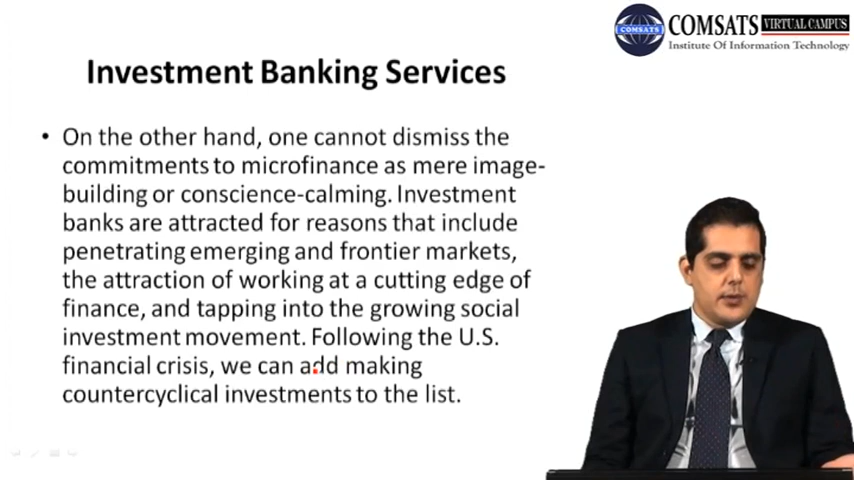 COMSATS VIRTUAL CAMPUS
Institute Of Information Technology
COMSATS
Investment Banking Services
• On the other hand, one cannot dismiss the
commitments to microfinance as mere image-
building or conscience-calming. Investment
banks are attracted for reasons that include
penetrating emerging and frontier markets,
the attraction of working at a cutting edge of
finance, and tapping into the growing social
investment movement. Following the U.S.
financial crisis, we can add making
countercyclical investments to the list.